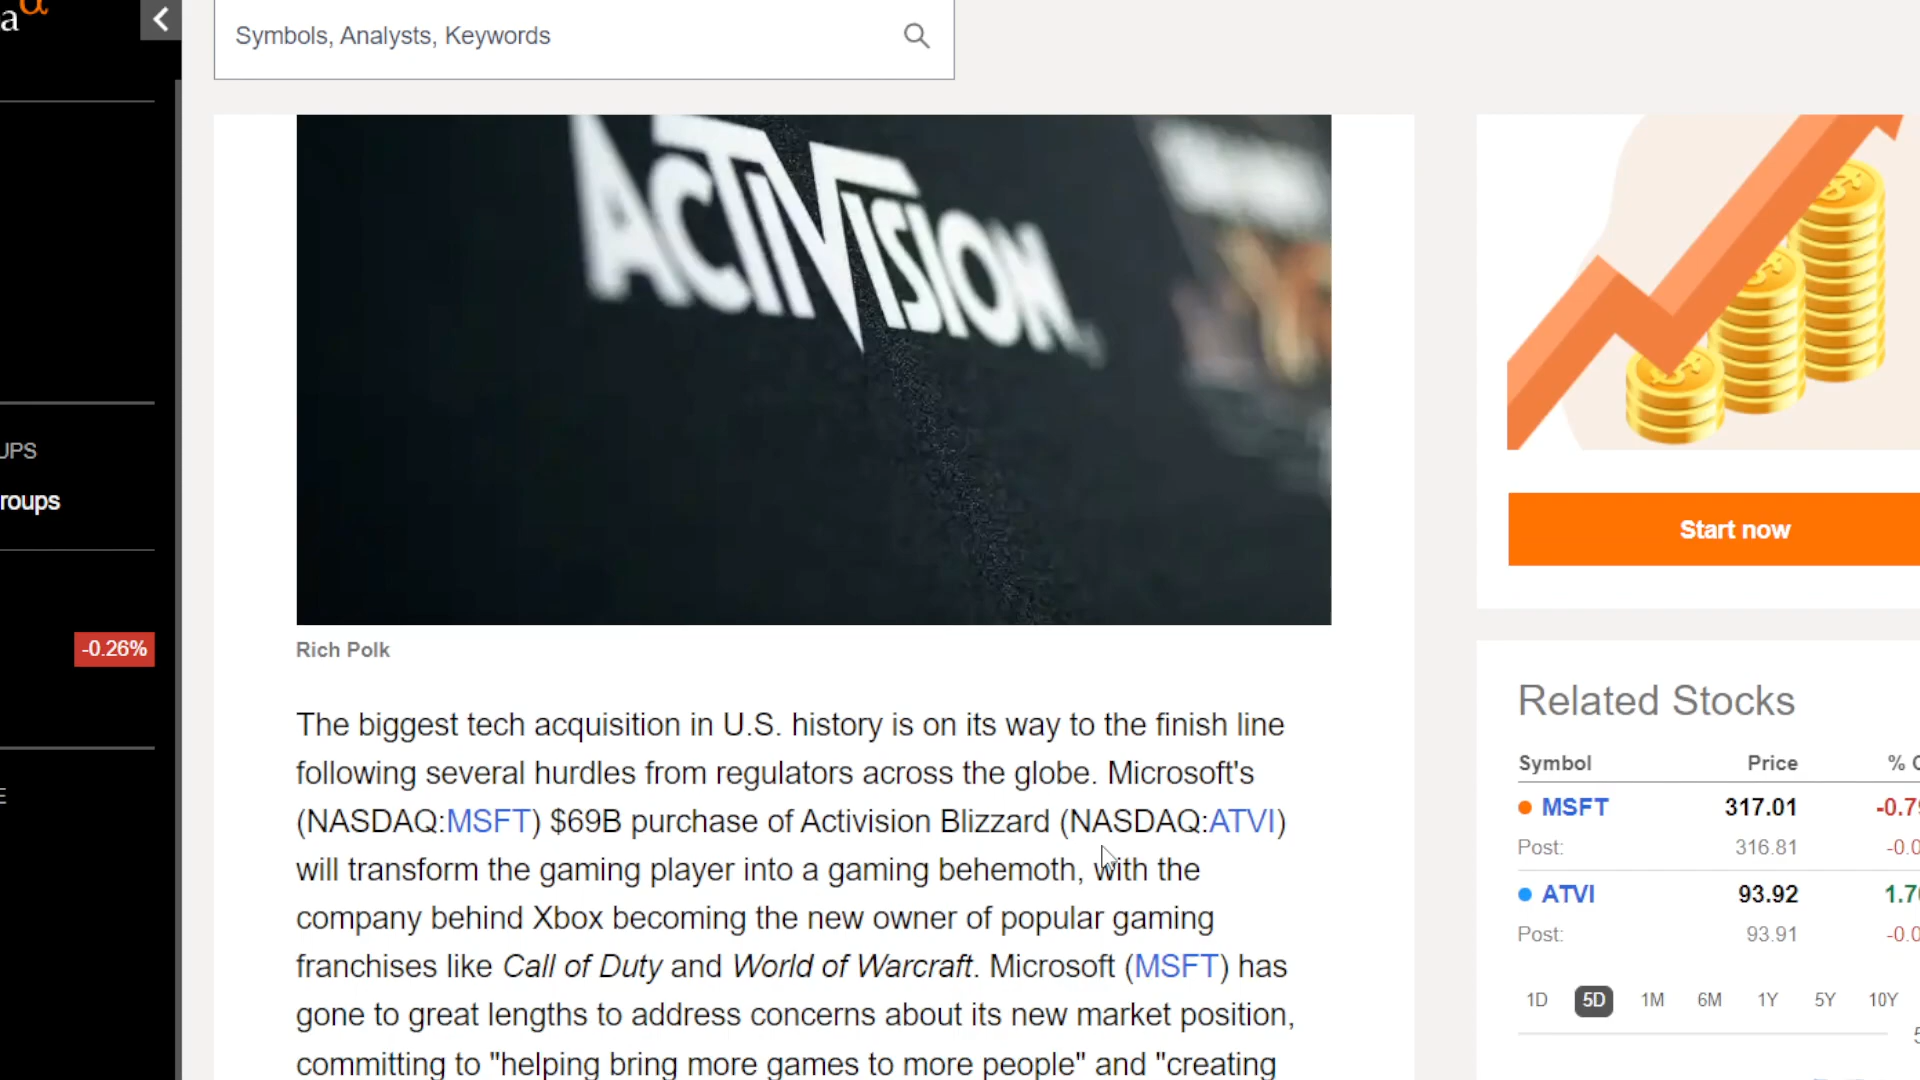 a
α
Symbols, Analysts, Keywords
ACTIVISION
Start now
UPS
roups
-0.26%
E
Rich Polk
The biggest tech acquisition in U.S. history is on its way to the finish line
following several hurdles from regulators across the globe. Microsoft's
(NASDAQ:MSFT) $69B purchase of Activision Blizzard (NASDAQ:ATVI)
will transform the gaming player into a gaming behemoth, with the
company behind Xbox becoming the new owner of popular gaming
franchises like Call of Duty and World of Warcraft. Microsoft (MSFT) has
gone to great lengths to address concerns about its new market position,
committing to "helping bring more games to more people" and "creating
Related Stocks
Symbol Price %
MSFT 317.01 -0.79
Post: 316.81 -0.0
ATVI 93.92 1.7
Post: 93.91 -0.0
1D 5D 1M 6M 1Y 5Y 10Y